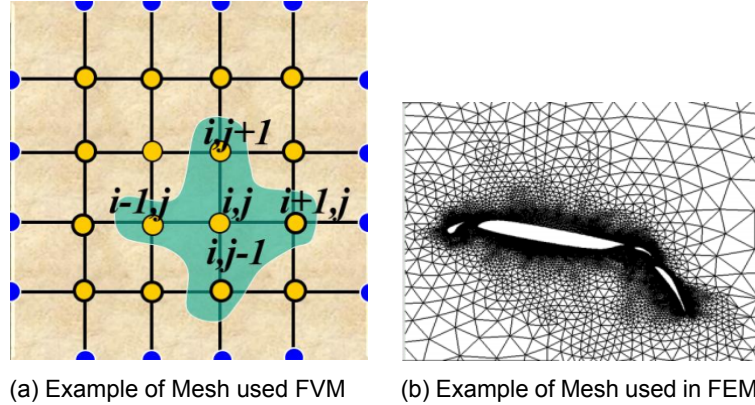 i,j+1
i-1,j
i,j
i+1,j
i,j-1
(a) Example of Mesh used FVM
(b) Example of Mesh used in FEM